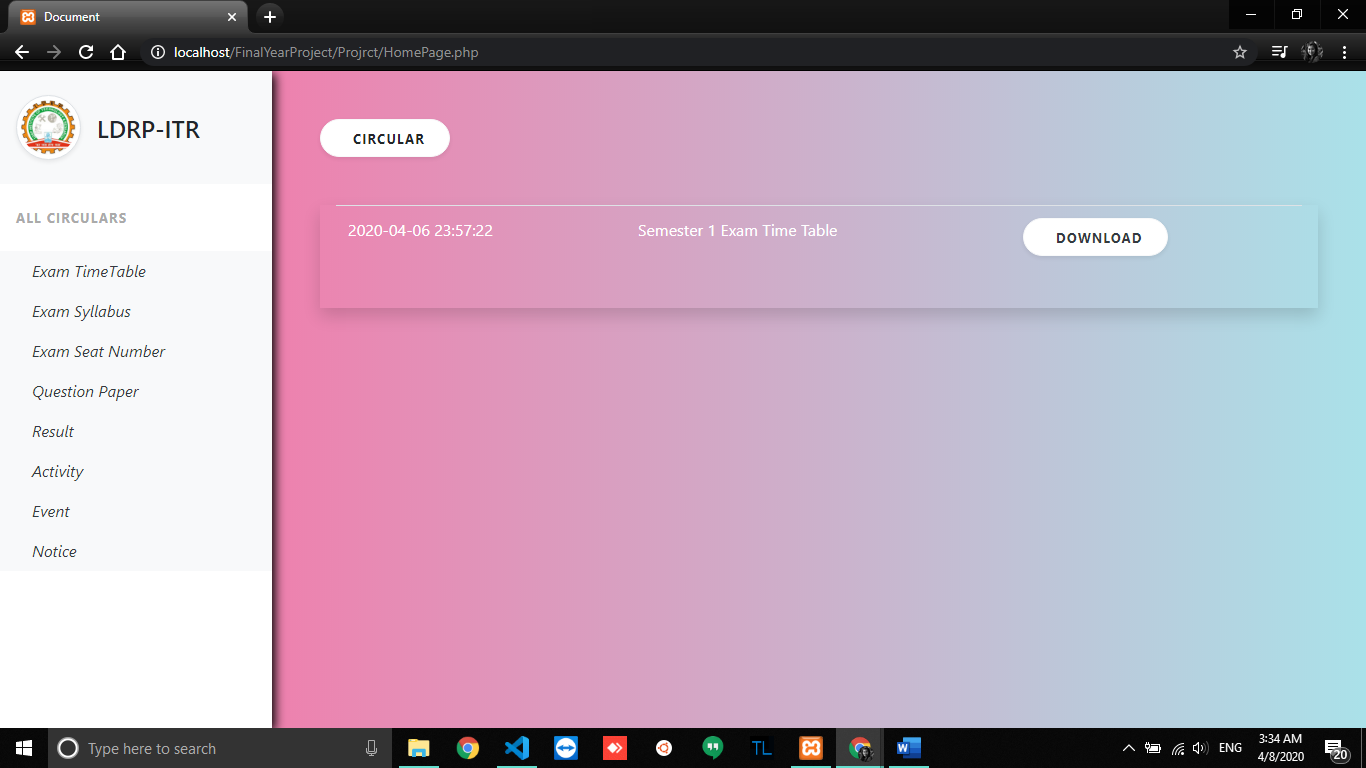 Document
localhost/FinalYearProject/Projrct/HomePage.php
LDRP-ITR
CIRCULAR
ALL CIRCULARS
2020-04-06 23:57:22 Semester 1 Exam Time Table DOWNLOAD
Exam TimeTable
Exam Syllabus
Exam Seat Number
Question Paper
Result
Activity
Event
Notice
Type here to search
TL
ENG
3:34 AM
4/8/2020
20